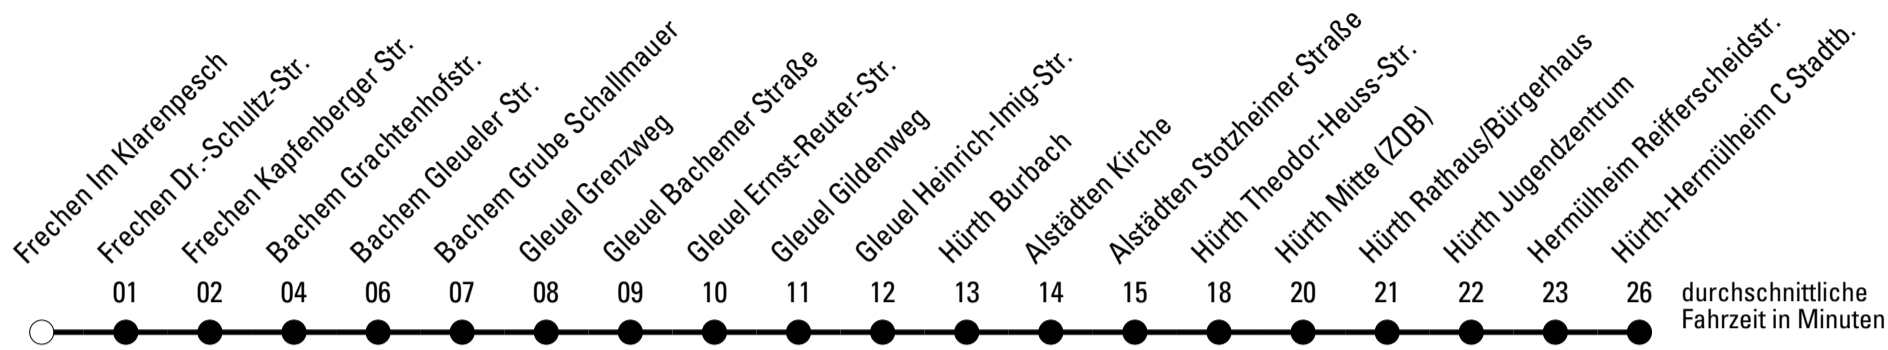 Frechen Im Klarenpesch
Frechen Dr.-Schultz-Str.
Frechen Kapfenberger Str.
Bachem Grachtenhofstr.
Bachem Gleueler Str.
Bachem Grube Schallmauer
Gleuel Grenzweg
Gleuel Bachemer Straße
Gleuel Ernst-Reuter-Str.
Gleuel Gildenweg
Gleuel Heinrich-Imig-Str.
Hürth Burbach
Alstädten Kirche
Alstädten Stotzheimer Straße
Hürth Theodor-Heuss-Str.
Hürth Mitte (ZOB)
Hürth Rathaus/Bürgerhaus
Hürth Jugendzentrum
Hermülheim Reifferscheidstr.
Hürth-Hermülheim C Stadtb.
01 02 04 06 07 08 09 10 11 12 13 14 15 18 20 21 22 23 26
durchschnittliche
Fahrzeit in Minuten